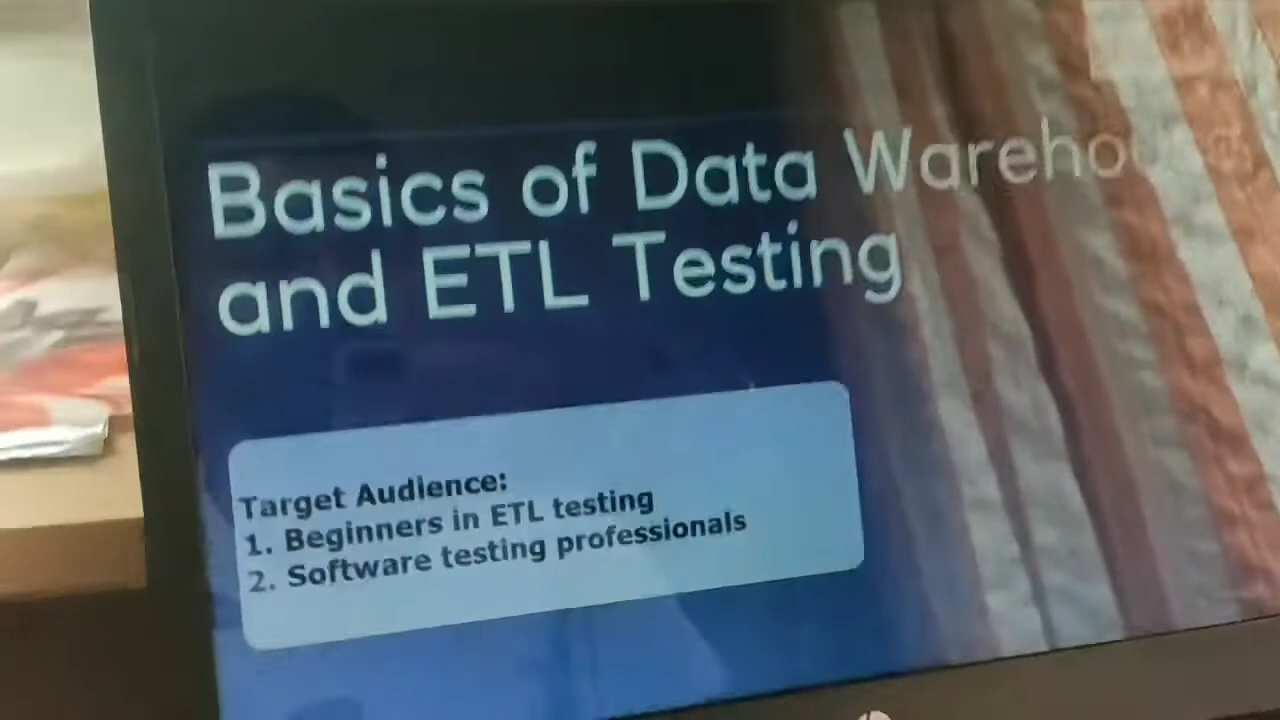 Basics of Data
and ETL Testing
Target Audience:
1. Beginners in ETL testing
2. Software testing professionals